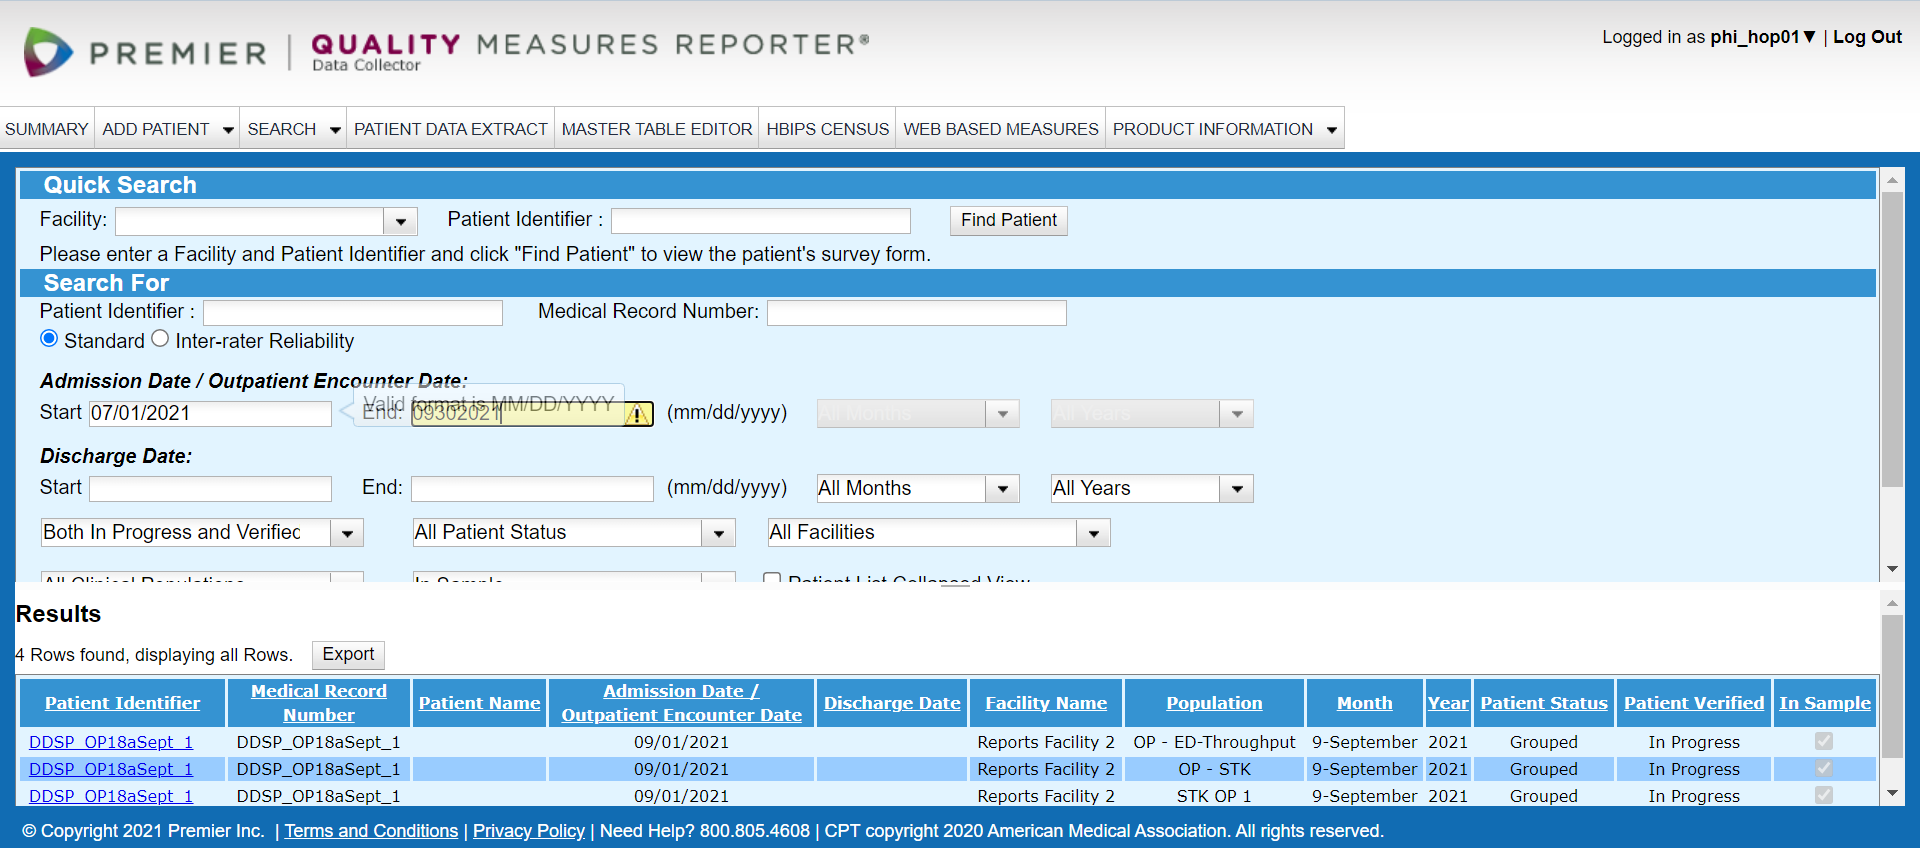 PREMIER | QUALITY MEASURES REPORTER®
Data Collector
Logged in as phi_hop01▼ | Log Out
SUMMARY ADD PATIENT SEARCH PATIENT DATA EXTRACT MASTER TABLE EDITOR HBIPS CENSUS WEB BASED MEASURES PRODUCT INFORMATION
Quick Search
Facility: Patient Identifier : Find Patient
Please enter a Facility and Patient Identifier and click "Find Patient" to view the patient's survey form.
Search For
Patient Identifier : Medical Record Number:
Standard Inter-rater Reliability
Admission Date / Outpatient Encounter Date:
Valid format is MM/DD/YYYY
Start 07/01/2021 End: 09302021 (mm/dd/yyyy) All Months All Years
Discharge Date:
Start End: (mm/dd/yyyy) All Months All Years
Both In Progress and Verified All Patient Status All Facilities
All Clinical Populations In Sample Patient List Collapsed View
Results
4 Rows found, displaying all Rows. Export
Patient Identifier Medical Record Number Patient Name Admission Date / Outpatient Encounter Date Discharge Date Facility Name Population Month Year Patient Status Patient Verified In Sample
DDSP_OP18aSept_1 DDSP_OP18aSept_1 09/01/2021 Reports Facility 2 OP - ED-Throughput 9-September 2021 Grouped In Progress
DDSP_OP18aSept_1 DDSP_OP18aSept_1 09/01/2021 Reports Facility 2 OP - STK 9-September 2021 Grouped In Progress
DDSP_OP18aSept_1 DDSP_OP18aSept_1 09/01/2021 Reports Facility 2 STK OP 1 9-September 2021 Grouped In Progress
© Copyright 2021 Premier Inc. | Terms and Conditions | Privacy Policy | Need Help? 800.805.4608 | CPT copyright 2020 American Medical Association. All rights reserved.